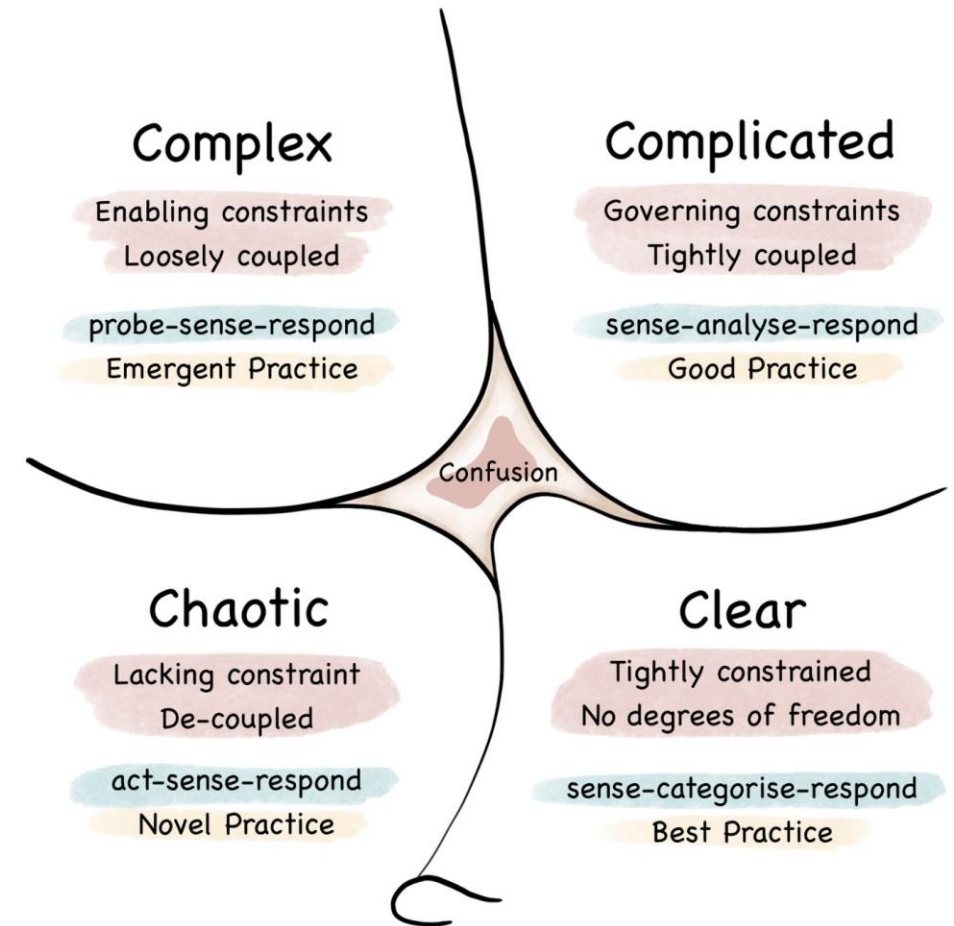 Complex
Enabling constraints
Loosely coupled
probe-sense-respond
Emergent Practice
Complicated
Governing constraints
Tightly coupled
sense-analyse-respond
Good Practice
Confusion
Chaotic
Lacking constraint
De-coupled
act-sense-respond
Novel Practice
Clear
Tightly constrained
No degrees of freedom
sense-categorise-respond
Best Practice